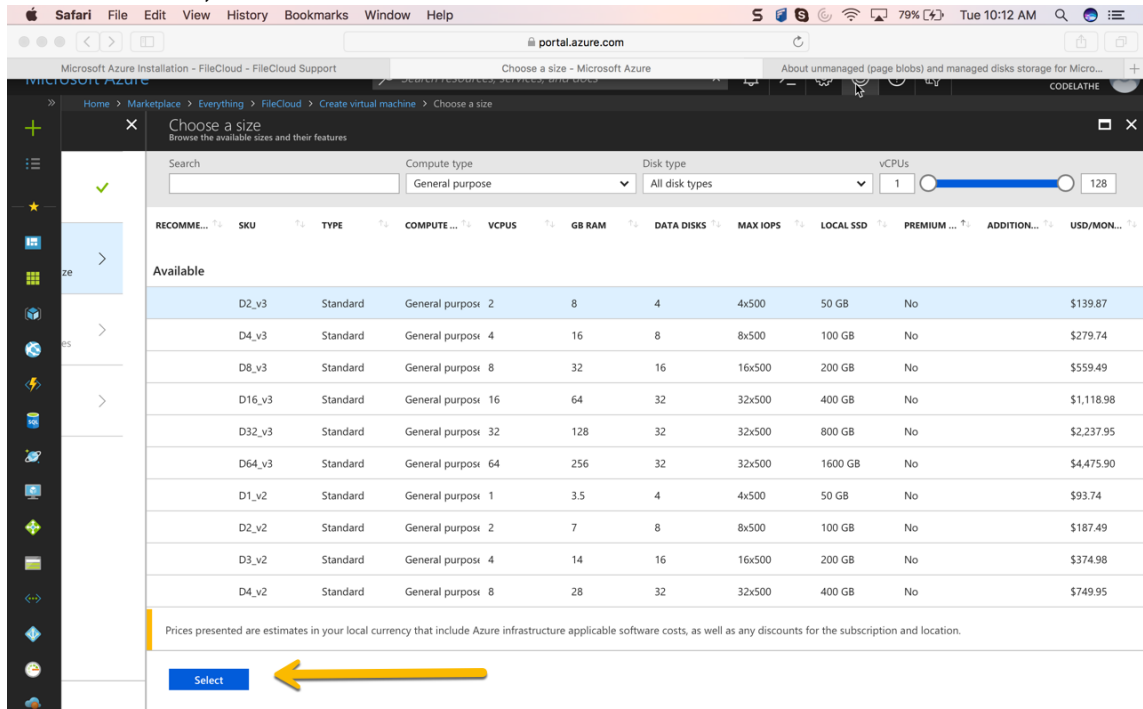 Safari File Edit View History Bookmarks Window Help 79% Tue 10:12 AM
portal.azure.com
Microsoft Azure Installation - FileCloud - FileCloud Support Choose a size - Microsoft Azure About unmanaged (page blobs) and managed disks storage for Micro...
Microsoft Azure Search resources, services, and docs CODELATHE
Home > Marketplace > Everything > FileCloud > Create virtual machine > Choose a size
Choose a size
Browse the available sizes and their features
Search Compute type Disk type vCPUs
General purpose All disk types 1 128
RECOMME... SKU TYPE COMPUTE ... VCPUS GB RAM DATA DISKS MAX IOPS LOCAL SSD PREMIUM ... ADDITION... USD/MON...
ze
Available
D2_v3 Standard General purpose 2 8 4 4x500 50 GB No $139.87
es
D4_v3 Standard General purpose 4 16 8 8x500 100 GB No $279.74
D8_v3 Standard General purpose 8 32 16 16x500 200 GB No $559.49
D16_v3 Standard General purpose 16 64 32 32x500 400 GB No $1,118.98
SQL
D32_v3 Standard General purpose 32 128 32 32x500 800 GB No $2,237.95
D64_v3 Standard General purpose 64 256 32 32x500 1600 GB No $4,475.90
D1_v2 Standard General purpose 1 3.5 4 4x500 50 GB No $93.74
D2_v2 Standard General purpose 2 7 8 8x500 100 GB No $187.49
D3_v2 Standard General purpose 4 14 16 16x500 200 GB No $374.98
D4_v2 Standard General purpose 8 28 32 32x500 400 GB No $749.95
Prices presented are estimates in your local currency that include Azure infrastructure applicable software costs, as well as any discounts for the subscription and location.
Select